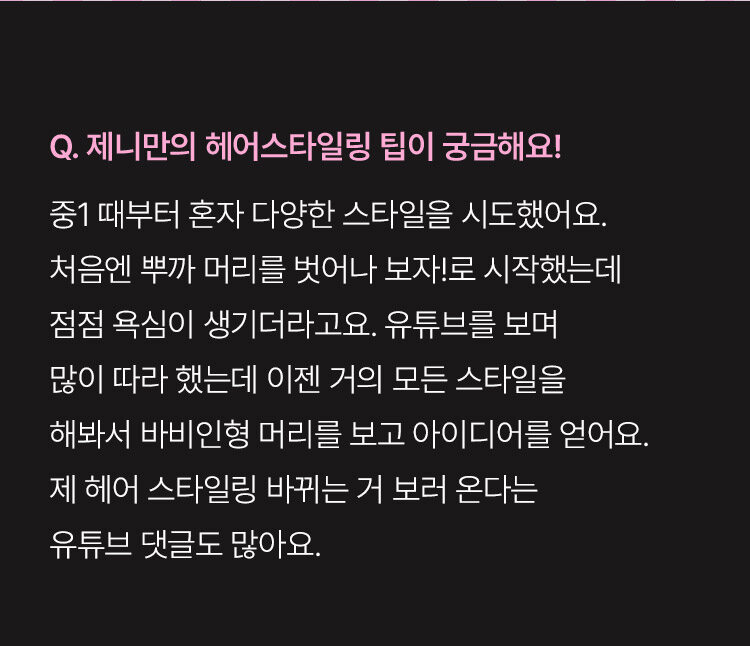 Q. 제니만의 헤어스타일링 팁이 궁금해요!
중1 때부터 혼자 다양한 스타일을 시도했어요.
처음엔 뿌까 머리를 벗어나 보자!로 시작했는데
점점 욕심이 생기더라고요. 유튜브를 보며
많이 따라 했는데 이젠 거의 모든 스타일을
해봐서 바비인형 머리를 보고 아이디어를 얻어요.
제 헤어 스타일링 바뀌는 거 보러 온다는
유튜브 댓글도 많아요.